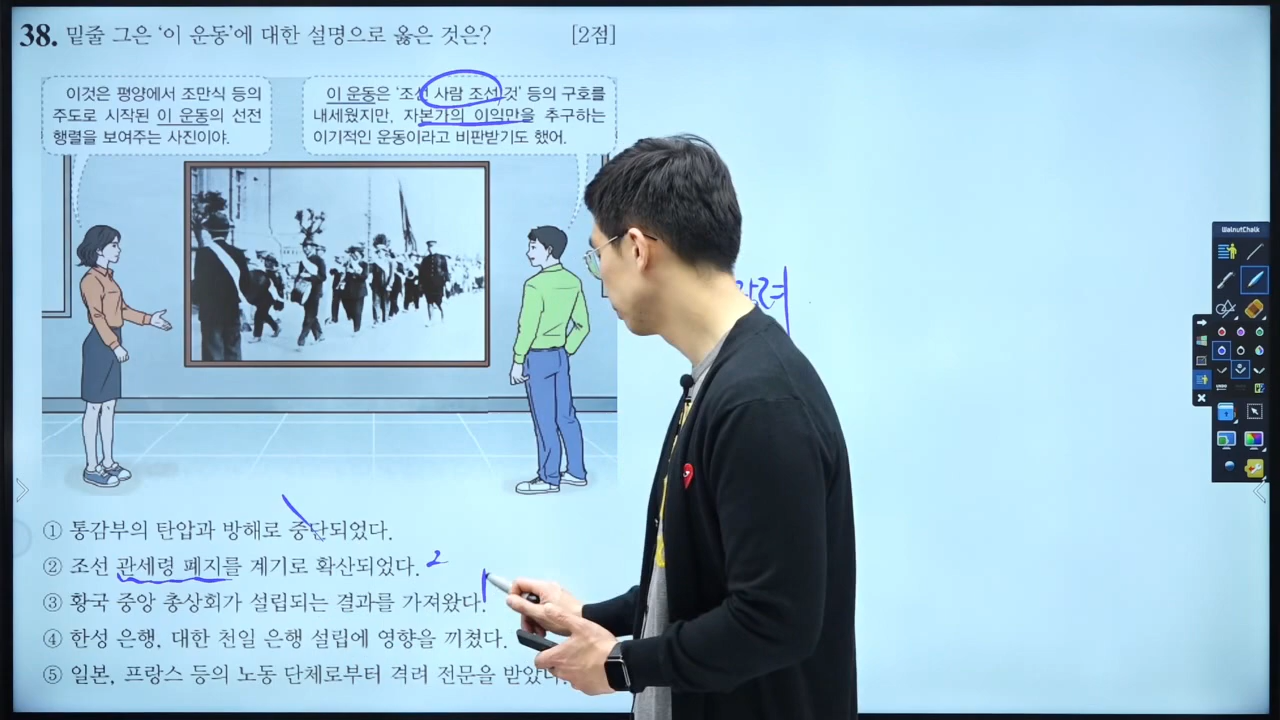 38. 밑줄 그은 '이 운동'에 대한 설명으로 옳은 것은? [2점]
이것은 평양에서 조만식 등의
주도로 시작된 이 운동의 선전
행렬을 보여주는 사진이야.
이 운동은 '조선 사람 조선 것' 등의 구호를
내세웠지만, 자본가의 이익만을 추구하는
이기적인 운동이라고 비판받기도 했어.
① 통감부의 탄압과 방해로 중단되었다.
② 조선 관세령 폐지를 계기로 확산되었다. 2
③ 황국 중앙 총상회가 설립되는 결과를 가져왔다. 1
④ 한성 은행, 대한 천일 은행 설립에 영향을 끼쳤다.
⑤ 일본, 프랑스 등의 노동 단체로부터 격려 전문을 받았다.
WalnutChalk